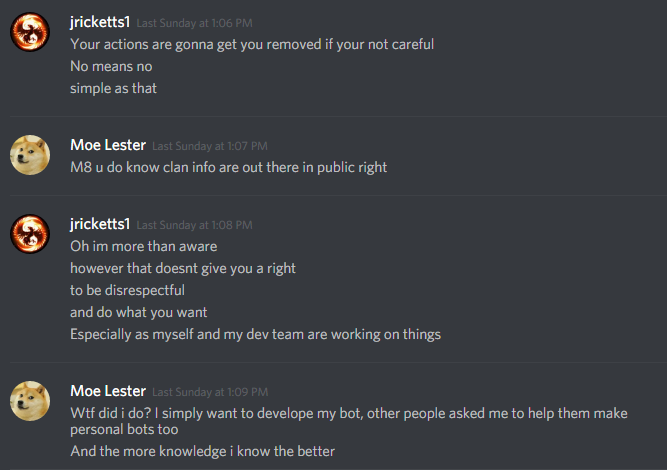 jricketts1 Last Sunday at 1:06 PM
Your actions are gonna get you removed if your not careful
No means no
simple as that
Moe Lester Last Sunday at 1:07 PM
M8 u do know clan info are out there in public right
jricketts1 Last Sunday at 1:08 PM
Oh im more than aware
however that doesnt give you a right
to be disrespectful
and do what you want
Especially as myself and my dev team are working on things
Moe Lester Last Sunday at 1:09 PM
Wtf did i do? I simply want to develope my bot, other people asked me to help them make
personal bots too
And the more knowledge i know the better